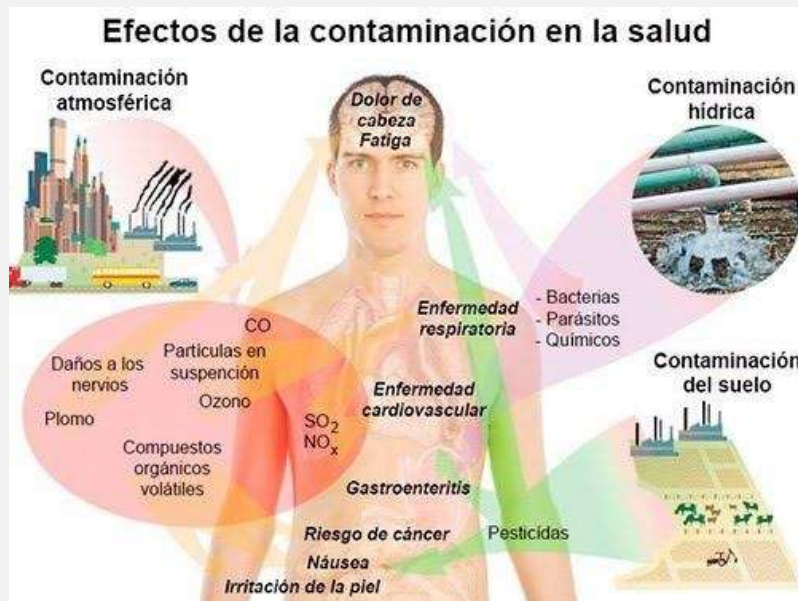 Efectos de la contaminación en la salud
Contaminación
atmosférica
Dolor de
cabeza
Fatiga
Contaminación
hídrica
CO
Partículas en
suspención
Daños a los
nervios
Ozono
Plomo
SO2
NOx
Compuestos
orgánicos
volátiles
Enfermedad
respiratoria
- Bacterias
- Parásitos
- Químicos
Enfermedad
cardiovascular
Contaminación
del suelo
Gastroenteritis
Riesgo de cáncer
Pesticidas
Náusea
Irritación de la piel